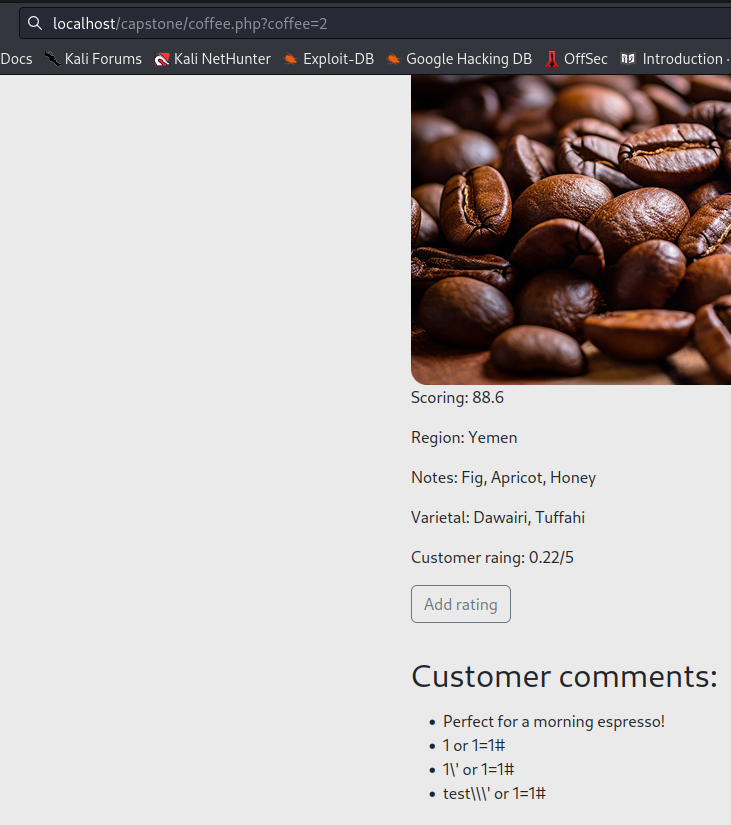 localhost/capstone/coffee.php?coffee=2
Docs Kali Forums Kali NetHunter Exploit-DB Google Hacking DB OffSec Introduction ·
Scoring: 88.6
Region: Yemen
Notes: Fig, Apricot, Honey
Varietal: Dawairi, Tuffahi
Customer raing: 0.22/5
Add rating
Customer comments:
• Perfect for a morning espresso!
• 1 or 1=1#
• 1\' or 1=1#
• test\\\' or 1=1#